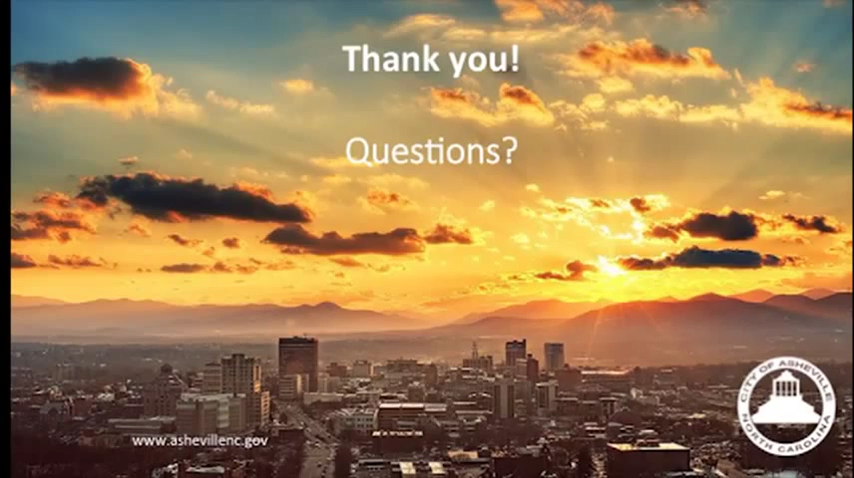 Thank you!
Questions?
www.ashevillenc.gov
CITY OF ASHEVILLE
NORTH CAROLINA